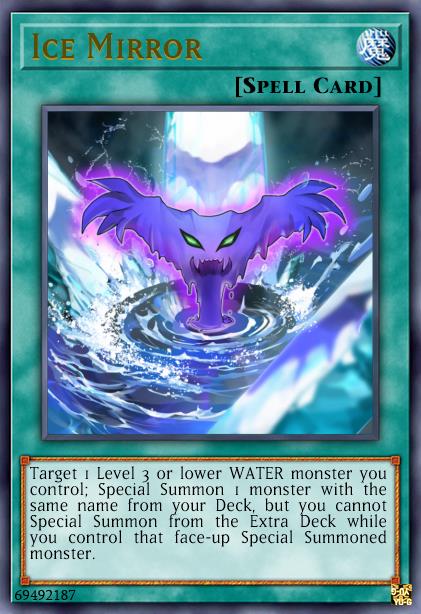 Ice Mirror
魔
[Spell Card]
Target 1 Level 3 or lower WATER monster you
control; Special Summon 1 monster with the
same name from your Deck, but you cannot
Special Summon from the Extra Deck while
you control that face-up Special Summoned
monster.
69492187